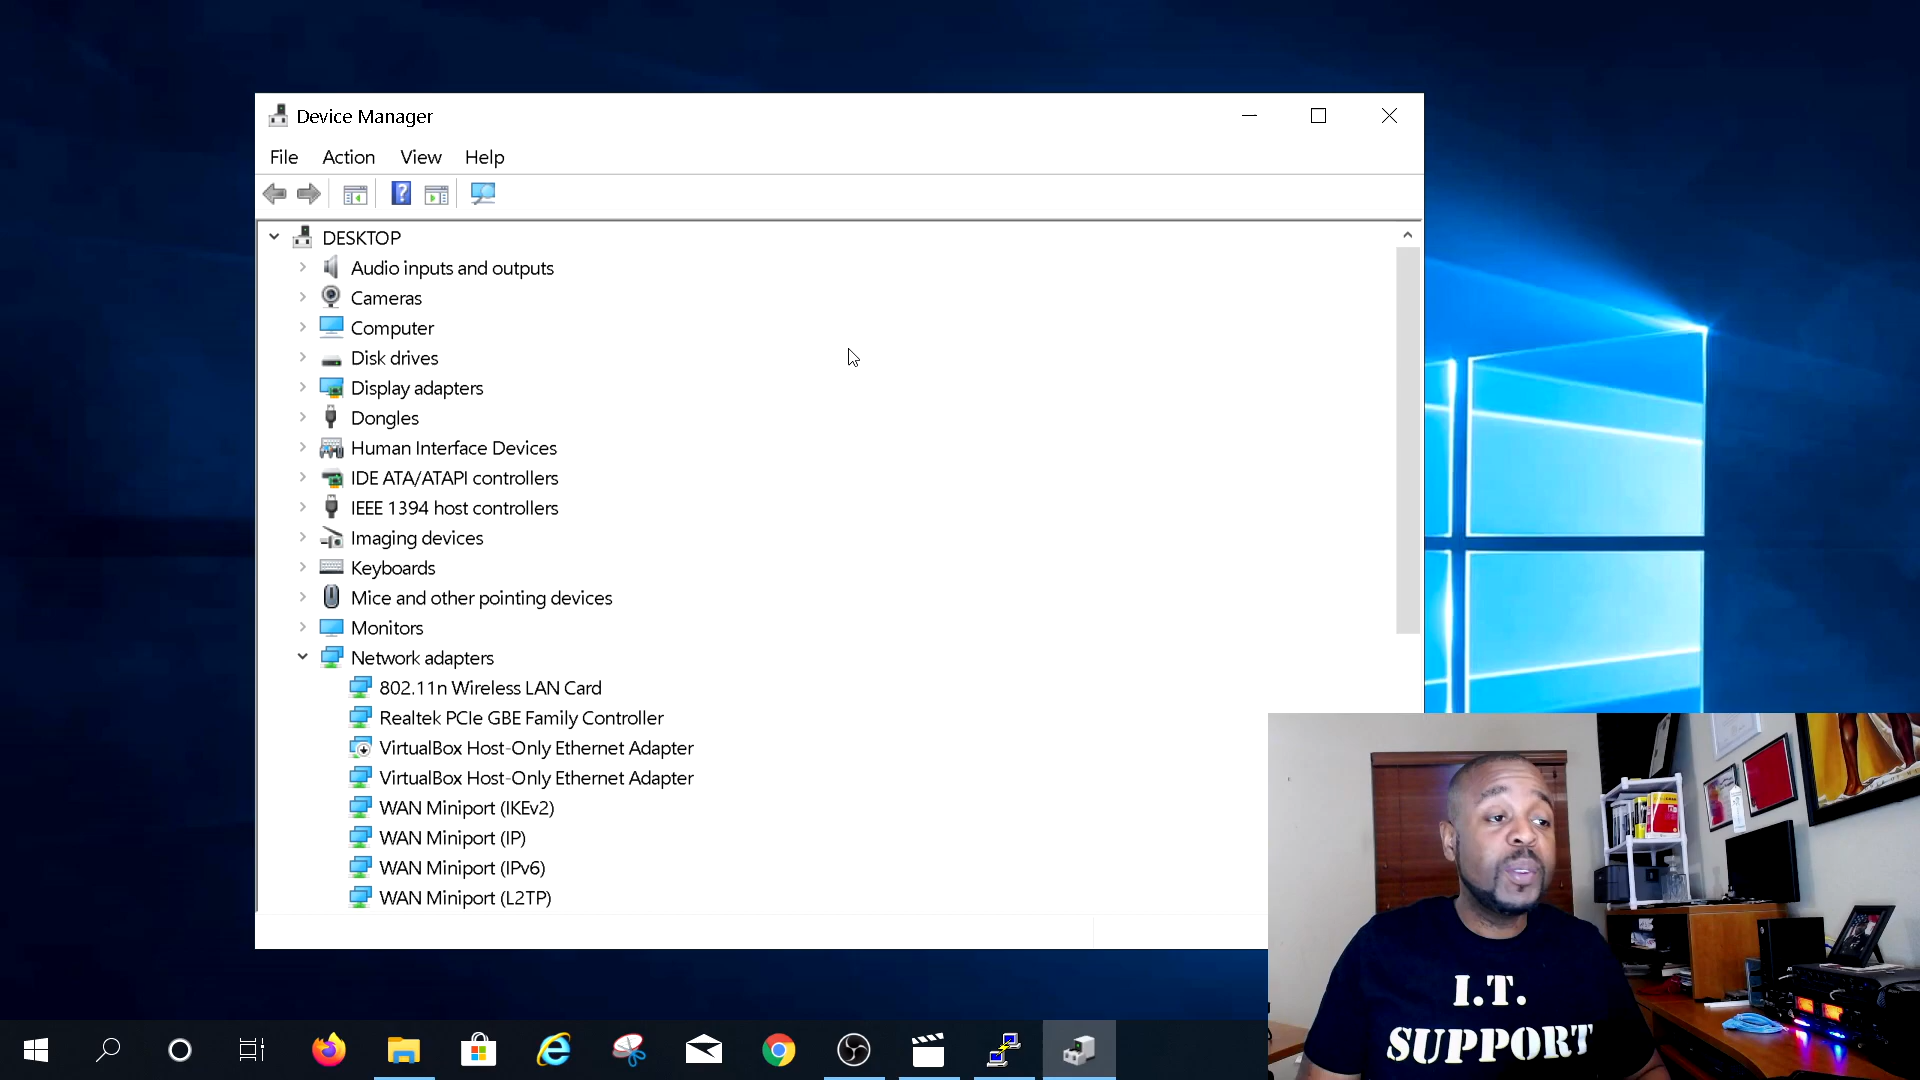 Device Manager
File Action View Help
DESKTOP
Audio inputs and outputs
Cameras
Computer
Disk drives
Display adapters
Dongles
Human Interface Devices
IDE ATA/ATAPI controllers
IEEE 1394 host controllers
Imaging devices
Keyboards
Mice and other pointing devices
Monitors
Network adapters
802.11n Wireless LAN Card
Realtek PCIe GBE Family Controller
VirtualBox Host-Only Ethernet Adapter
VirtualBox Host-Only Ethernet Adapter
WAN Miniport (IKEv2)
WAN Miniport (IP)
WAN Miniport (IPv6)
WAN Miniport (L2TP)
I.T.
SUPPORT